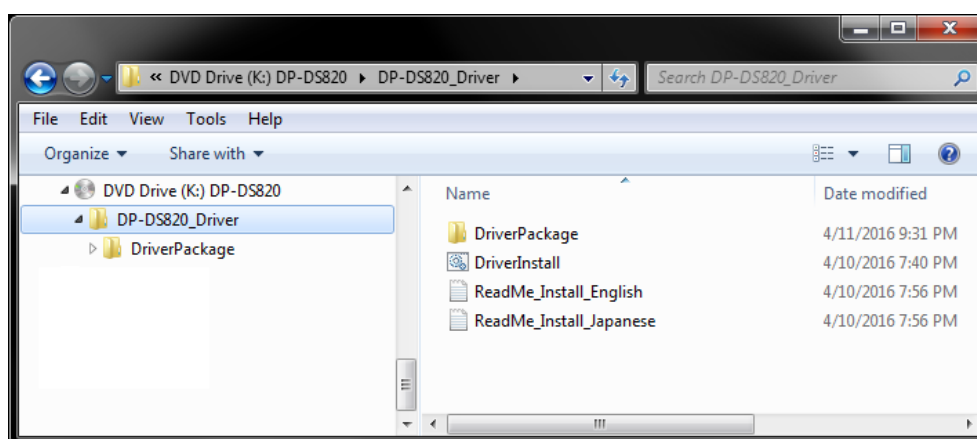 « DVD Drive (K:) DP-DS820 ▸ DP-DS820_Driver ▸ Search DP-DS820_Driver
File Edit View Tools Help
Organize Share with
DVD Drive (K:) DP-DS820
DP-DS820_Driver
DriverPackage
Name Date modified
DriverPackage 4/11/2016 9:31 PM
DriverInstall 4/10/2016 7:40 PM
ReadMe_Install_English 4/10/2016 7:56 PM
ReadMe_Install_Japanese 4/10/2016 7:56 PM